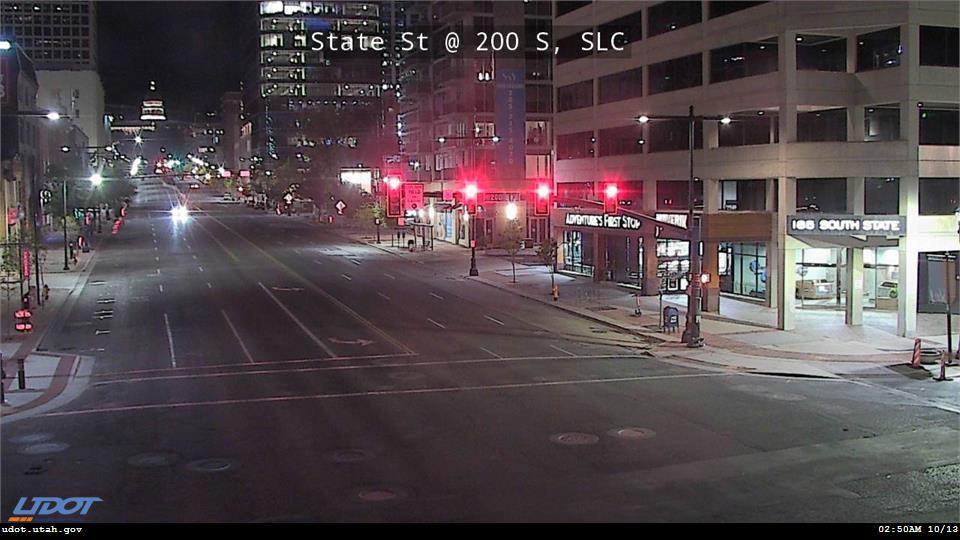 State St @ 200 S, SLC
ADVENTURE'S FIRST STOP
165 SOUTH STATE
UDOT
udot.utah.gov
02:50AM 10/13